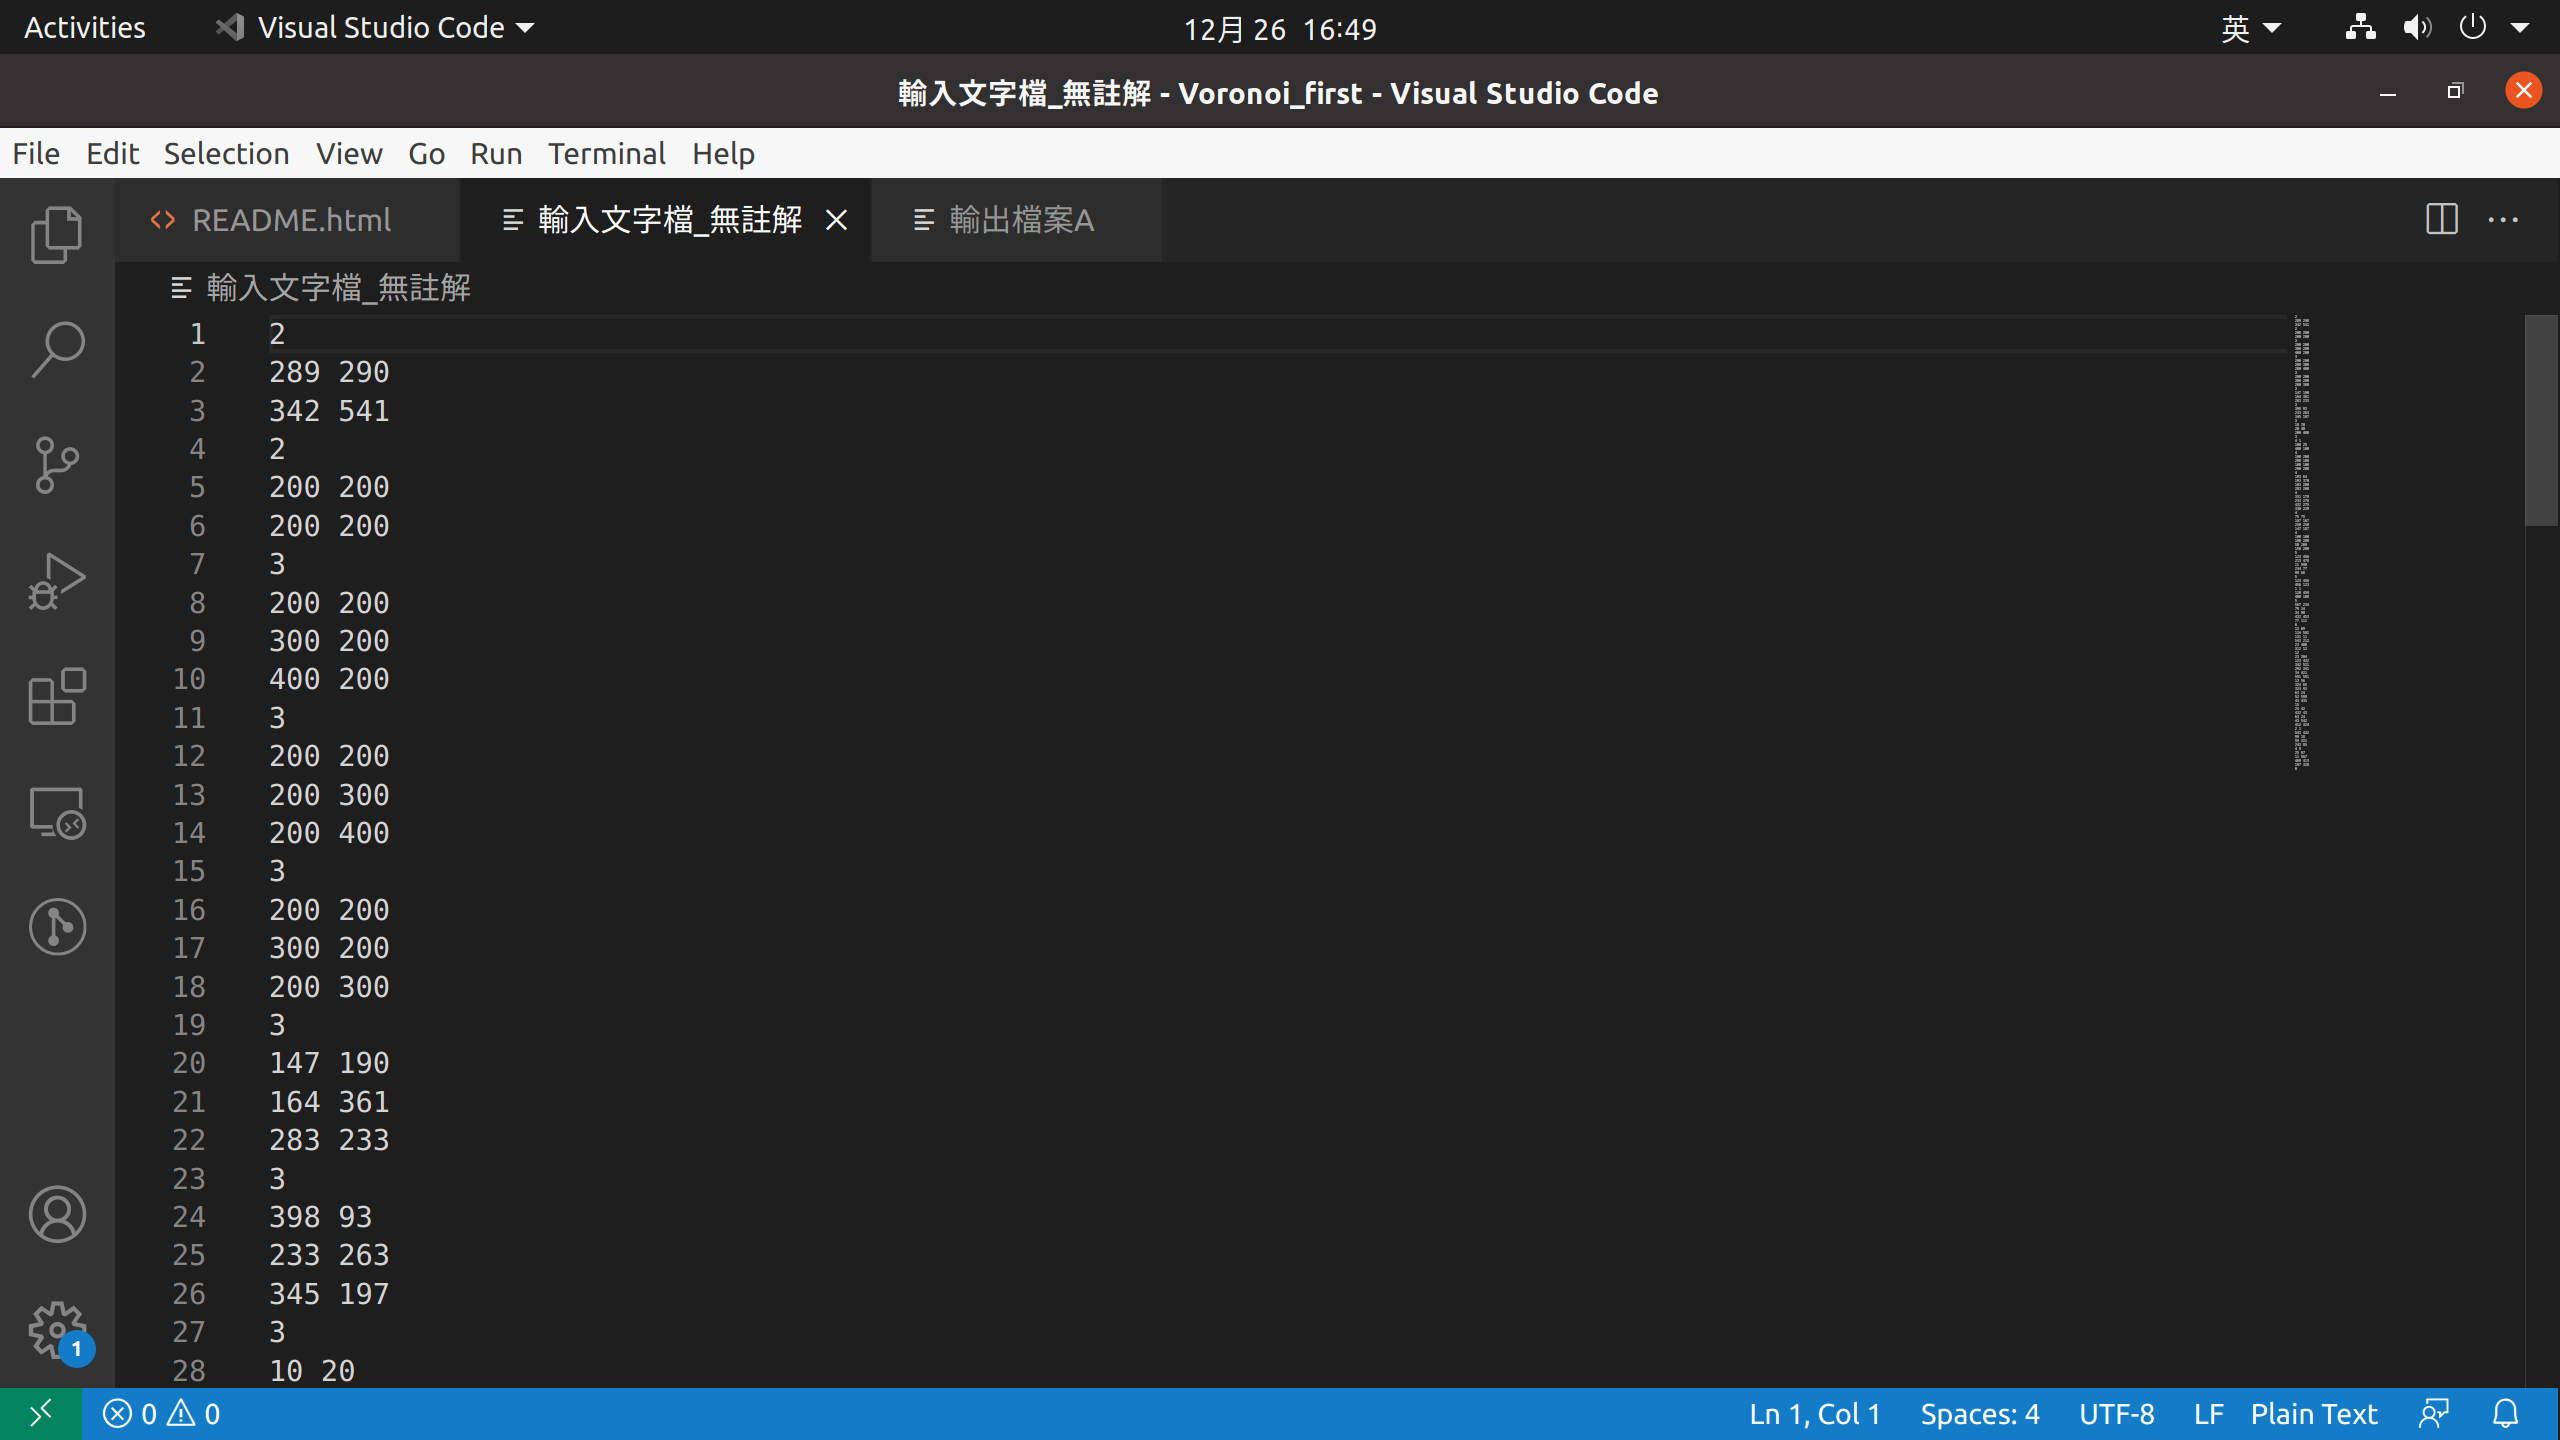 Activities Visual Studio Code 12月 26 16:49 英
輸入文字檔_無註解 - Voronoi_first - Visual Studio Code
File Edit Selection View Go Run Terminal Help
README.html 輸入文字檔_無註解 輸出檔案A
輸入文字檔_無註解
1 2
2 289 290
3 342 541
4 2
5 200 200
6 200 200
7 3
8 200 200
9 300 200
10 400 200
11 3
12 200 200
13 200 300
14 200 400
15 3
16 200 200
17 300 200
18 200 300
19 3
20 147 190
21 164 361
22 283 233
23 3
24 398 93
25 233 263
26 345 197
27 3
28 10 20
1
0 0 Ln 1, Col 1 Spaces: 4 UTF-8 LF Plain Text